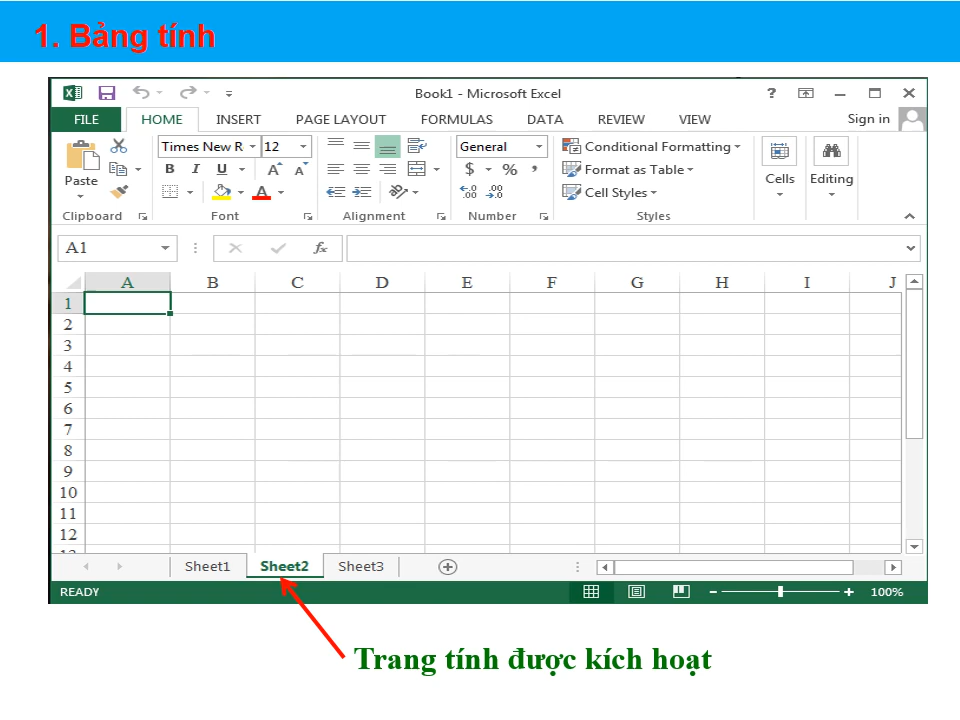 1. Bảng tính
Book1 - Microsoft Excel ?
FILE HOME INSERT PAGE LAYOUT FORMULAS DATA REVIEW VIEW Sign in
Paste
Clipboard
Times New R 12
B I U A A
A
Font
Alignment
General
$ % ,
.00 .00
Number
Conditional Formatting
Format as Table
Cell Styles
Styles
Cells
Editing
A1 fx
A B C D E F G H I J
1
2
3
4
5
6
7
8
9
10
11
12
Sheet1 Sheet2 Sheet3
READY 100%
Trang tính được kích hoạt